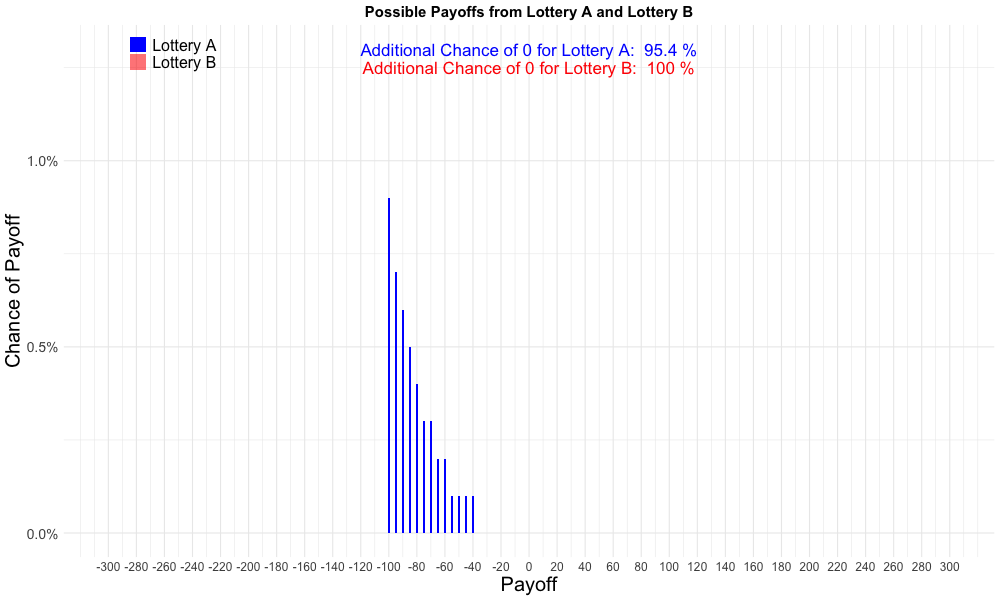 Possible Payoffs from Lottery A and Lottery B
Lottery A
Lottery B
Additional Chance of 0 for Lottery A:  95.4 %
Additional Chance of 0 for Lottery B:  100 %
Chance of Payoff
1.0%
0.5%
0.0%
-300 -280 -260 -240 -220 -200 -180 -160 -140 -120 -100 -80 -60 -40 -20 0 20 40 60 80 100 120 140 160 180 200 220 240 260 280 300
Payoff